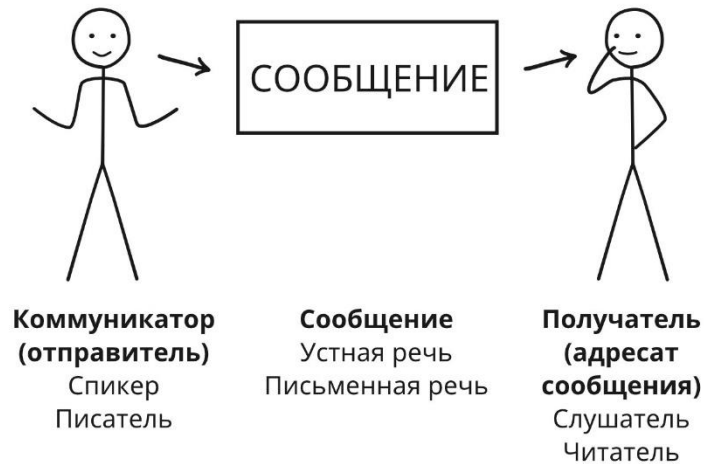 СООБЩЕНИЕ
Коммуникатор
(отправитель)
Спикер
Писатель
Сообщение
Устная речь
Письменная речь
Получатель
(адресат
сообщения)
Слушатель
Читатель